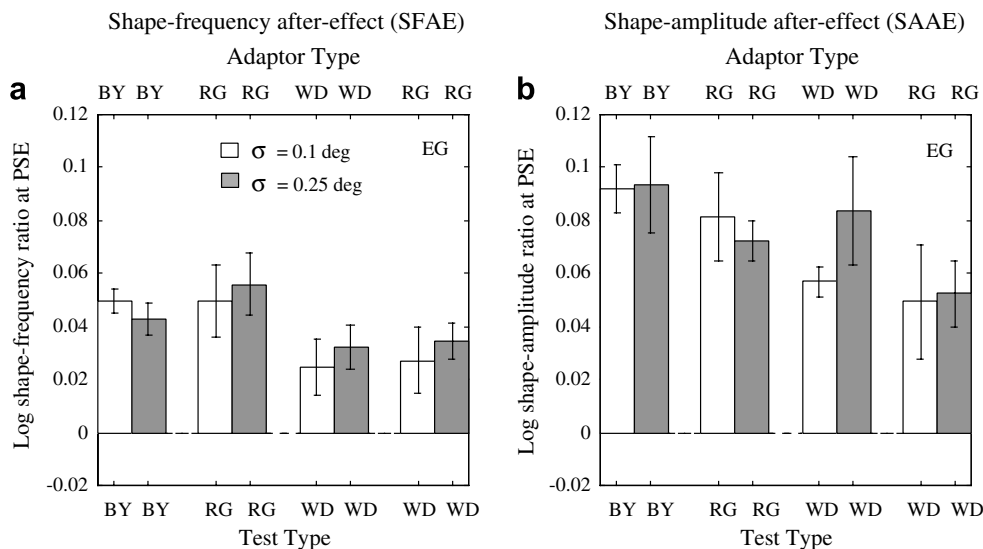 Shape-frequency after-effect (SFAE)
Adaptor Type
a
BY BY RG RG WD WD RG RG
0.12
0.1
0.08
0.06
0.04
0.02
0
-0.02
Log shape-frequency ratio at PSE
σ = 0.1 deg
σ = 0.25 deg
EG
BY BY RG RG WD WD WD WD
Test Type
Shape-amplitude after-effect (SAAE)
Adaptor Type
b
BY BY RG RG WD WD RG RG
0.12
0.1
0.08
0.06
0.04
0.02
0
-0.02
Log shape-amplitude ratio at PSE
EG
BY BY RG RG WD WD WD WD
Test Type